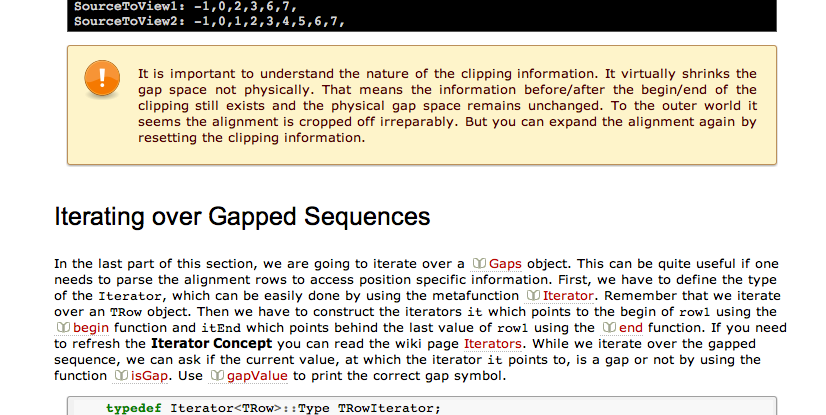 SourceToView1: -1,0,2,3,6,7,
SourceToView2: -1,0,1,2,3,4,5,6,7,
It is important to understand the nature of the clipping information. It virtually shrinks the
gap space not physically. That means the information before/after the begin/end of the
clipping still exists and the physical gap space remains unchanged. To the outer world it
seems the alignment is cropped off irreparably. But you can expand the alignment again by
resetting the clipping information.
Iterating over Gapped Sequences
In the last part of this section, we are going to iterate over a Gaps object. This can be quite useful if one
needs to parse the alignment rows to access position specific information. First, we have to define the type
of the Iterator, which can be easily done by using the metafunction Iterator. Remember that we iterate
over an TRow object. Then we have to construct the iterators it which points to the begin of row1 using the
begin function and itEnd which points behind the last value of row1 using the end function. If you need
to refresh the Iterator Concept you can read the wiki page Iterators. While we iterate over the gapped
sequence, we can ask if the current value, at which the iterator it points to, is a gap or not by using the
function isGap. Use gapValue to print the correct gap symbol.
typedef Iterator<TRow>::Type TRowIterator;